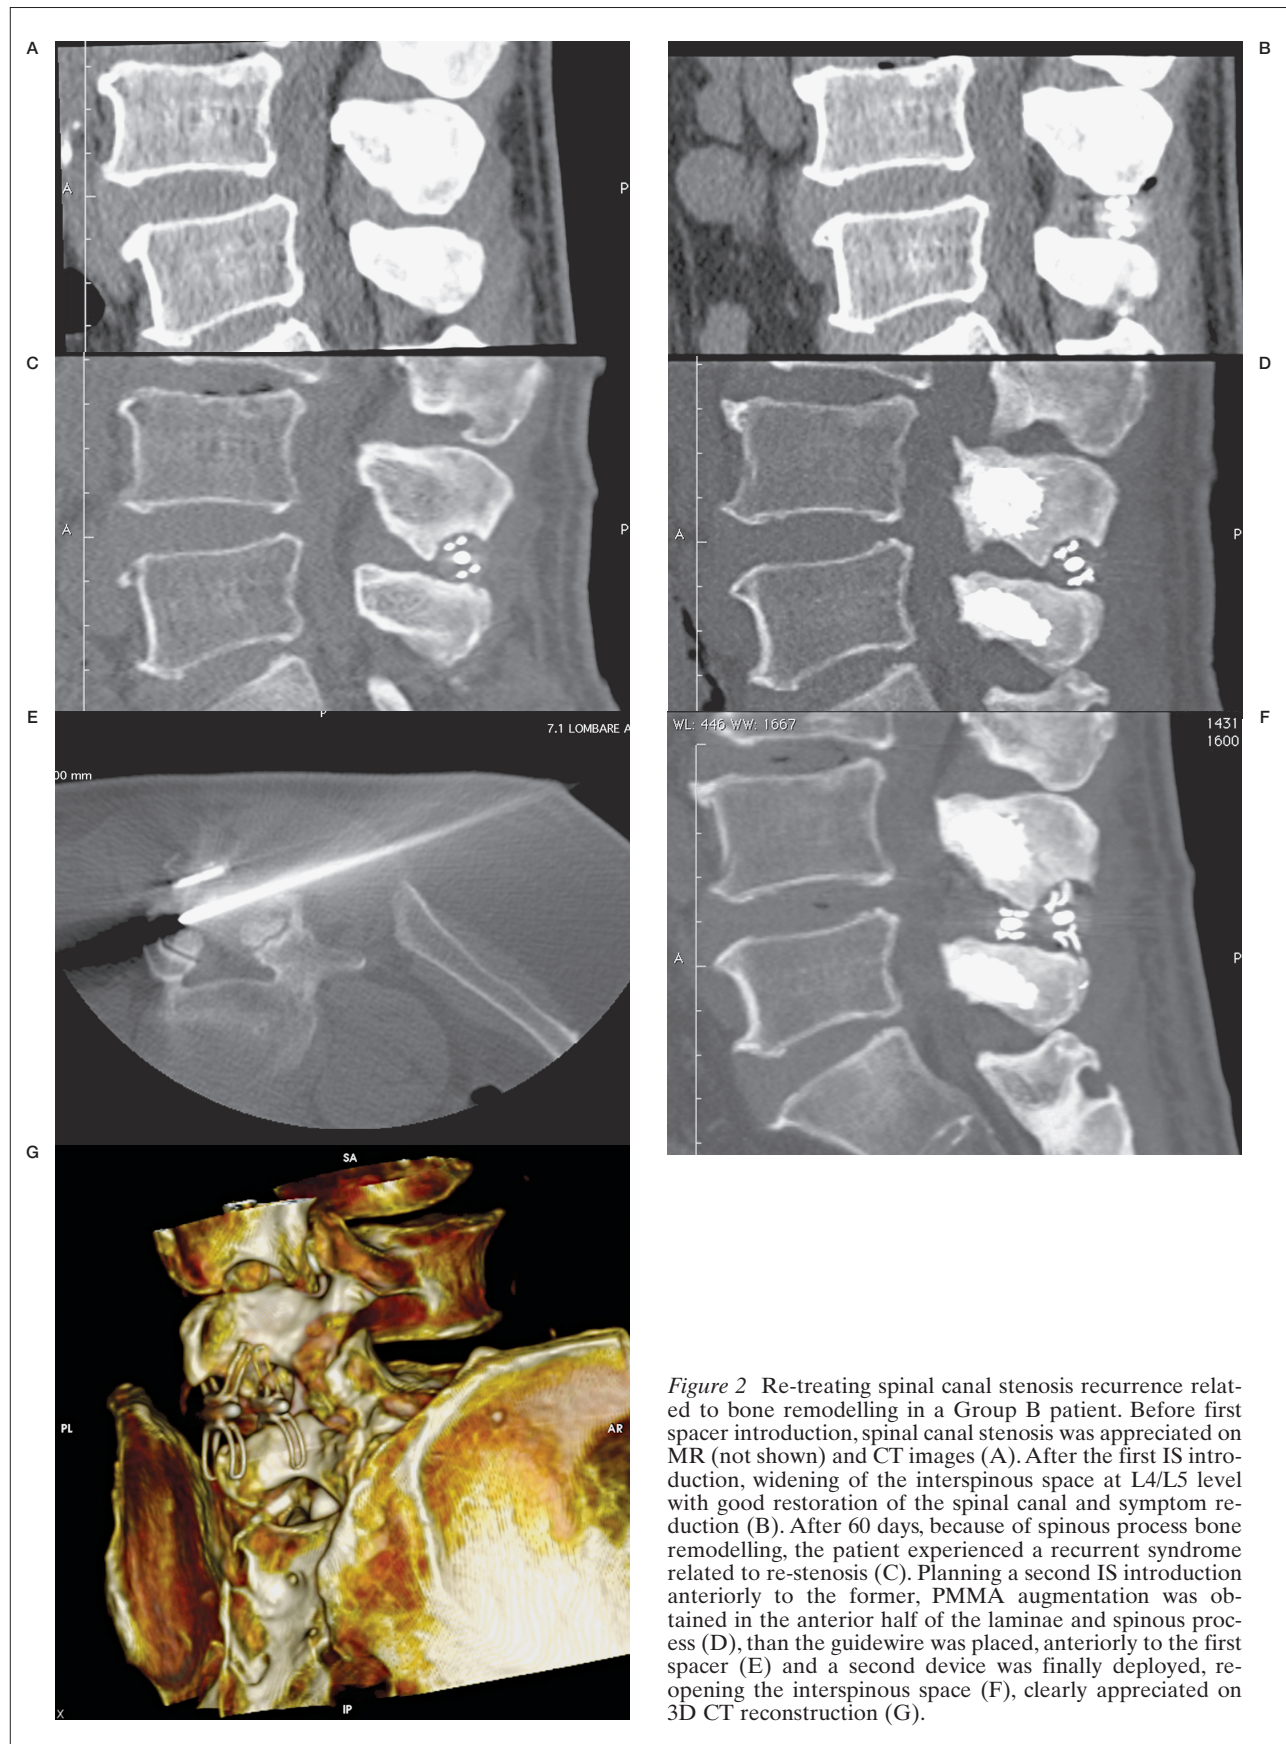 A
B
A
P
C
D
A
P
A
P
E
P
7.1 LOMBARE A
00 mm
WL: 446 WW: 1667
1431
1600
F
A
P
G
SA
PL
AR
X
IP
Figure 2 Re-treating spinal canal stenosis recurrence relat-
ed to bone remodelling in a Group B patient. Before first
spacer introduction, spinal canal stenosis was appreciated on
MR (not shown) and CT images (A). After the first IS intro-
duction, widening of the interspinous space at L4/L5 level
with good restoration of the spinal canal and symptom re-
duction (B). After 60 days, because of spinous process bone
remodelling, the patient experienced a recurrent syndrome
related to re-stenosis (C). Planning a second IS introduction
anteriorly to the former, PMMA augmentation was ob-
tained in the anterior half of the laminae and spinous proc-
ess (D), than the guidewire was placed, anteriorly to the first
spacer (E) and a second device was finally deployed, re-
opening the interspinous space (F), clearly appreciated on
3D CT reconstruction (G).